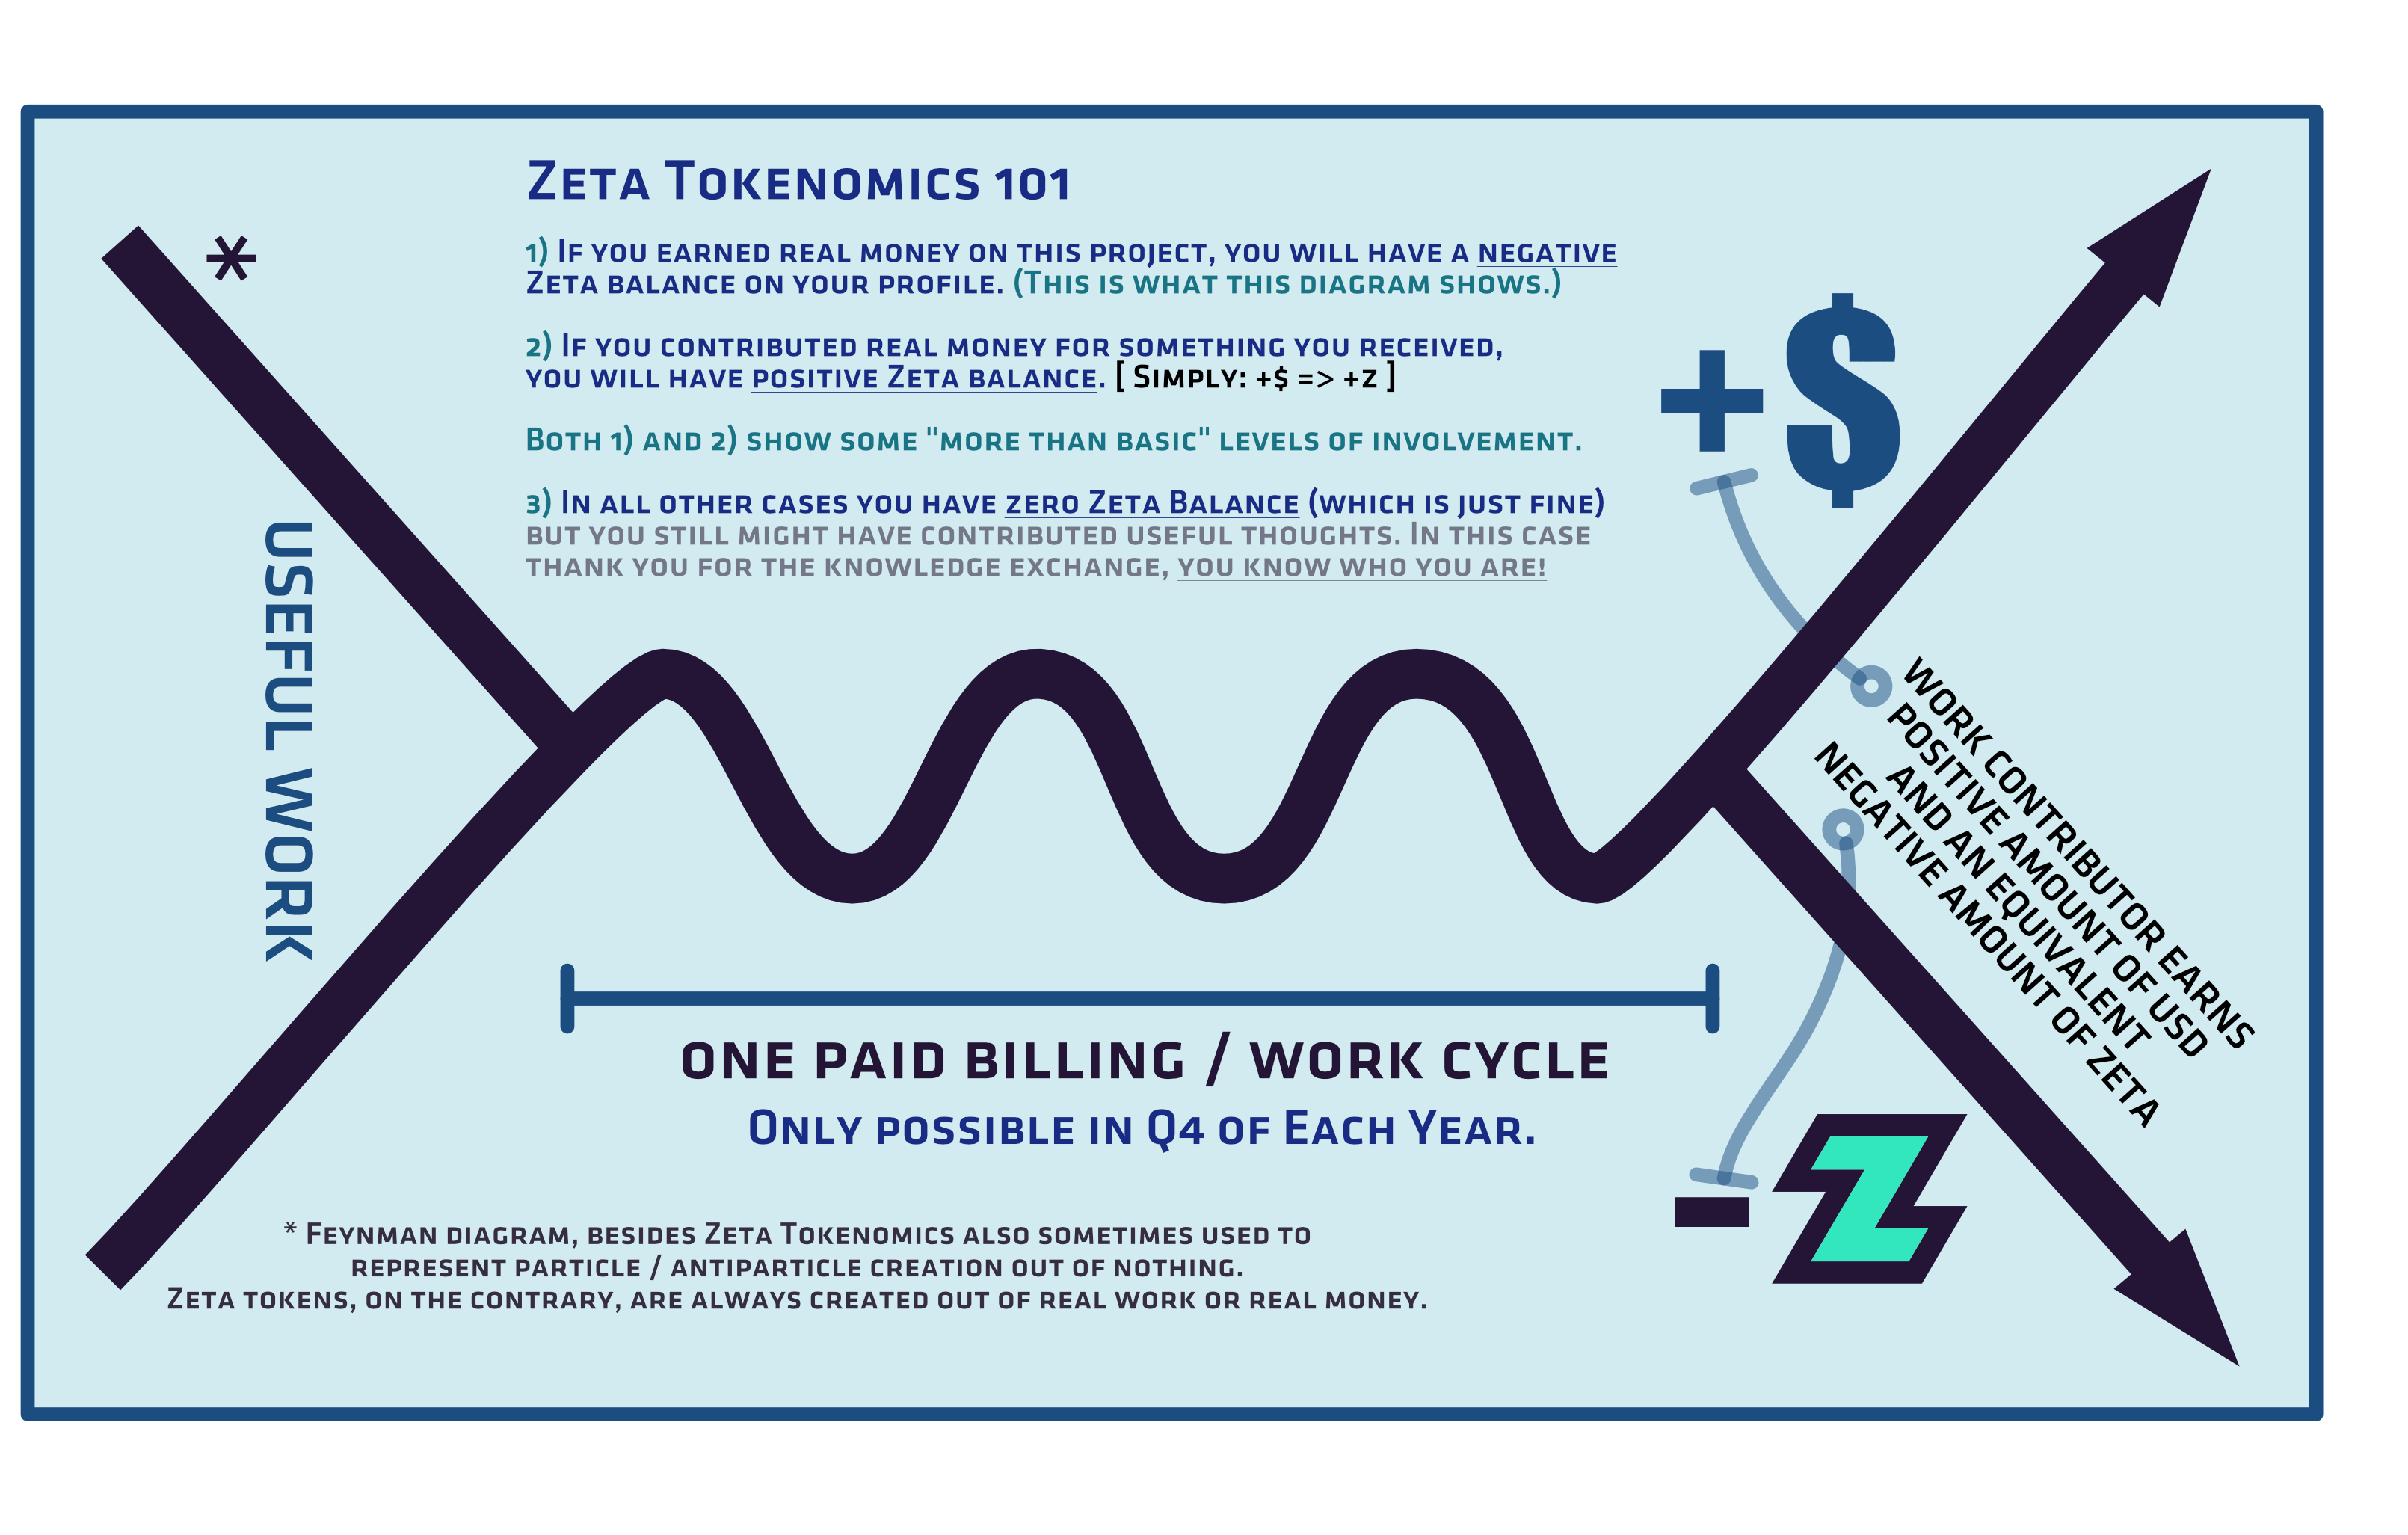 Zeta Tokenomics 101
1) If you earned real money on this project, you will have a negative
Zeta balance on your profile. (This is what this diagram shows.)
2) If you contributed real money for something you received,
you will have positive Zeta balance. [ Simply: +$ => +z ]
Both 1) and 2) show some "more than basic" levels of involvement.
3) In all other cases you have zero Zeta Balance (which is just fine)
but you still might have contributed useful thoughts. In this case
thank you for the knowledge exchange, you know who you are!
*
USEFUL WORK
+$
WORK CONTRIBUTOR EARNS
POSITIVE AMOUNT OF USD
AND AN EQUIVALENT
NEGATIVE AMOUNT OF ZETA
ONE PAID BILLING / WORK CYCLE
Only possible in Q4 of Each Year.
-Z
* Feynman diagram, besides Zeta Tokenomics also sometimes used to
represent particle / antiparticle creation out of nothing.
Zeta tokens, on the contrary, are always created out of real work or real money.